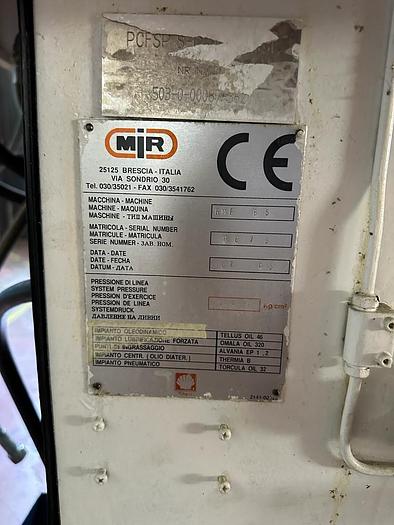 PCFSP
NR IN
503-0-000
MIR
CE
25125 BRESCIA - ITALIA
VIA SONDRIO 30
Tel. 030/35021 - FAX 030/3541762
MACCHINA - MACHINE
MACHINE - MAQUINA
MASCHINE - ТИП МАШИНЫ
MATRICOLA - SERIAL NUMBER
MATRICULE - MATRICULA
SERIE NUMMER - ЗАВ. НОМ.
DATA - DATE
DATE - FECHA
DATUM - ДАТА
PRESSIONE DI LINEA
SYSTEM PRESSURE
PRESSION D'EXERCICE
PRESION DE LINEA
SYSTEMDRUCK
ДАВЛЕНИЕ НА ЛИНИИ
kg/cm²
IMPIANTO OLEODINAMICO TELLUS OIL 46
IMPIANTO LUBRIFICAZIONE FORZATA OMALA OIL 320
PUNTI DI INGRASSAGGIO ALVANIA EP 1, 2
IMPIANTO CENTR. (OLIO DIATER.) THERMIA B
IMPIANTO PNEUMATICO TORCULA OIL 32